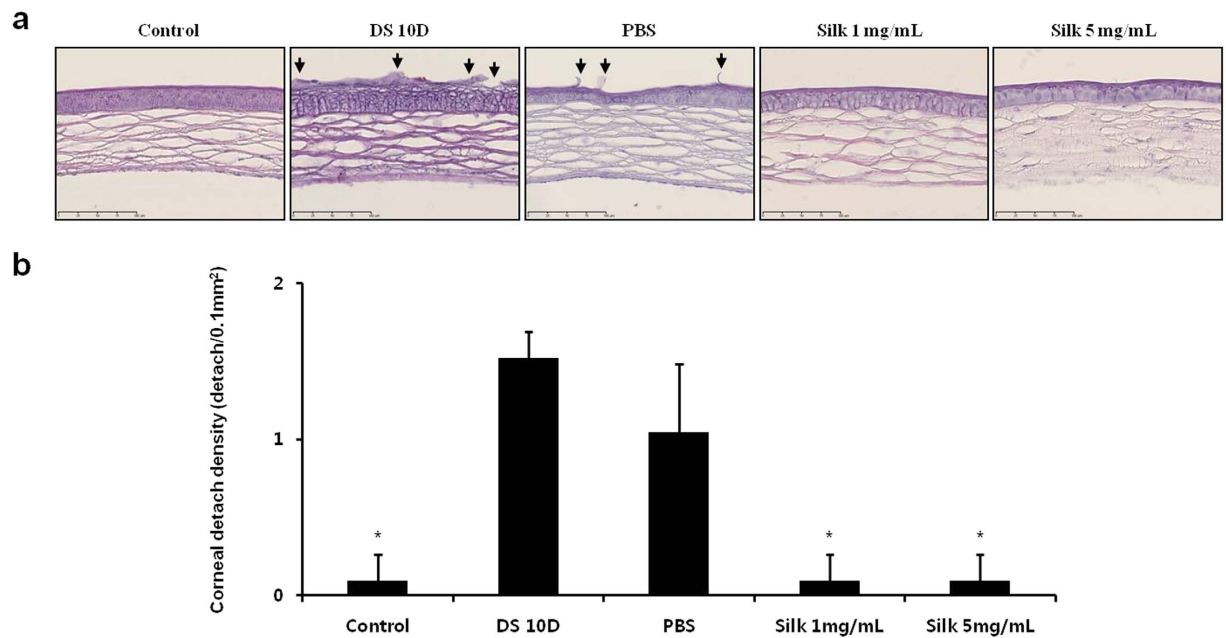 a
Control
DS 10D
PBS
Silk 1 mg/mL
Silk 5 mg/mL
b
Corneal detach density (detach/0.1mm²)
2
1
0
*
*
*
Control
DS 10D
PBS
Silk 1mg/mL
Silk 5mg/mL